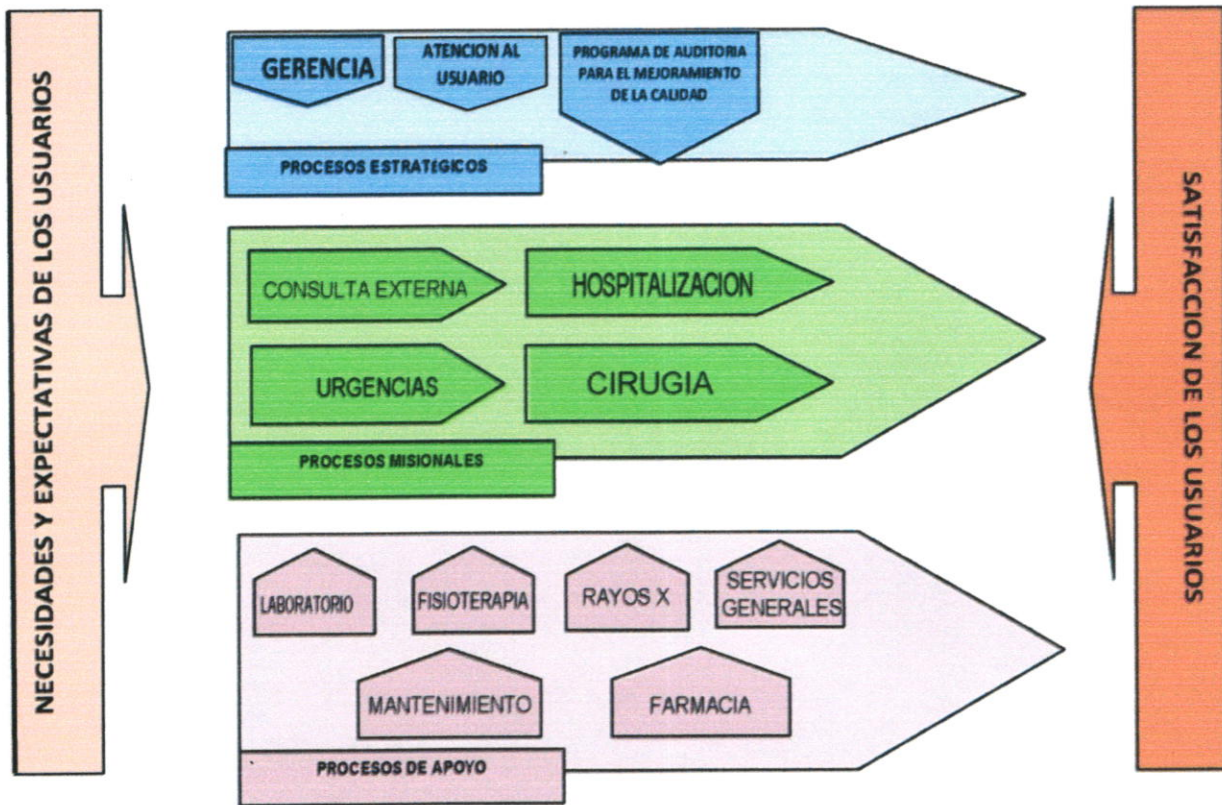 NECESIDADES Y EXPECTATIVAS DE LOS USUARIOS
GERENCIA
ATENCION AL
USUARIO
PROGRAMA DE AUDITORIA
PARA EL MEJORAMIENTO
DE LA CALIDAD
PROCESOS ESTRATÉGICOS
CONSULTA EXTERNA
HOSPITALIZACION
URGENCIAS
CIRUGIA
PROCESOS MISIONALES
LABORATORIO
FISIOTERAPIA
RAYOS X
SERVICIOS
GENERALES
MANTENIMIENTO
FARMACIA
PROCESOS DE APOYO
SATISFACCION DE LOS USUARIOS